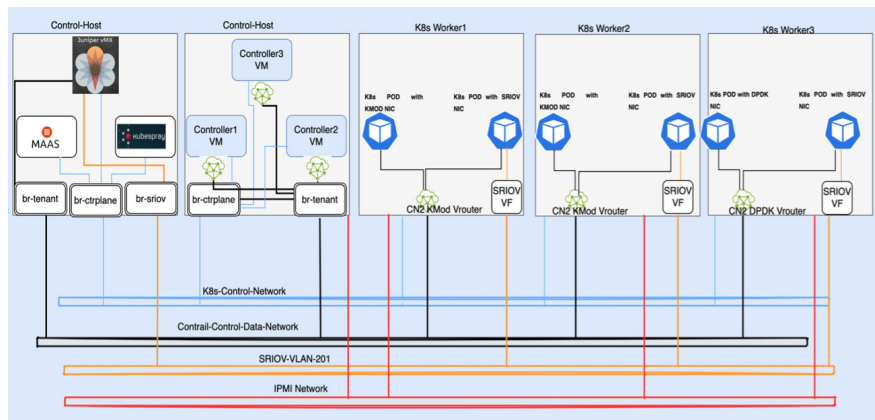 Control-Host
Control-Host
K8s Worker1
K8s Worker2
K8s Worker3
Juniper vMX
MAAS
Kubespray
br-tenant
br-ctrplane
br-sriov
Controller3
VM
Controller1
VM
Controller2
VM
br-ctrplane
br-tenant
K8s POD with
KMOD NIC
K8s POD with SRIOV
NIC
SRIOV
VF
CN2 KMod Vrouter
K8s POD with
KMOD NIC
K8s POD with SRIOV
NIC
SRIOV
VF
CN2 KMod Vrouter
K8s POD with DPDK
NIC
K8s POD with SRIOV
NIC
SRIOV
VF
CN2 DPDK Vrouter
K8s-Control-Network
Contrail-Control-Data-Network
SRIOV-VLAN-201
IPMI Network